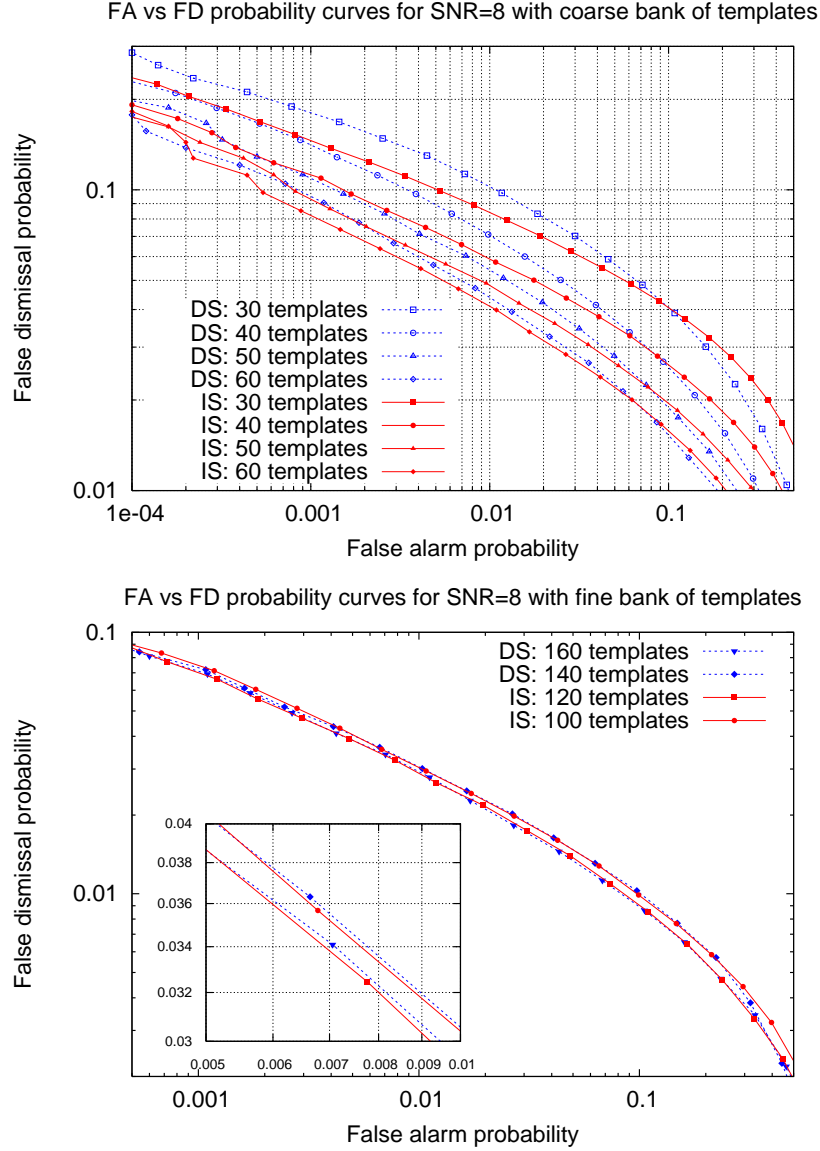 FA vs FD probability curves for SNR=8 with coarse bank of templates
False dismissal probability
0.1
0.01
DS: 30 templates
DS: 40 templates
DS: 50 templates
DS: 60 templates
IS: 30 templates
IS: 40 templates
IS: 50 templates
IS: 60 templates
1e-04 0.001 0.01 0.1
False alarm probability
FA vs FD probability curves for SNR=8 with fine bank of templates
False dismissal probability
0.1
0.01
DS: 160 templates
DS: 140 templates
IS: 120 templates
IS: 100 templates
0.04
0.038
0.036
0.034
0.032
0.03
0.005 0.006 0.007 0.008 0.009 0.01
0.001 0.01 0.1
False alarm probability